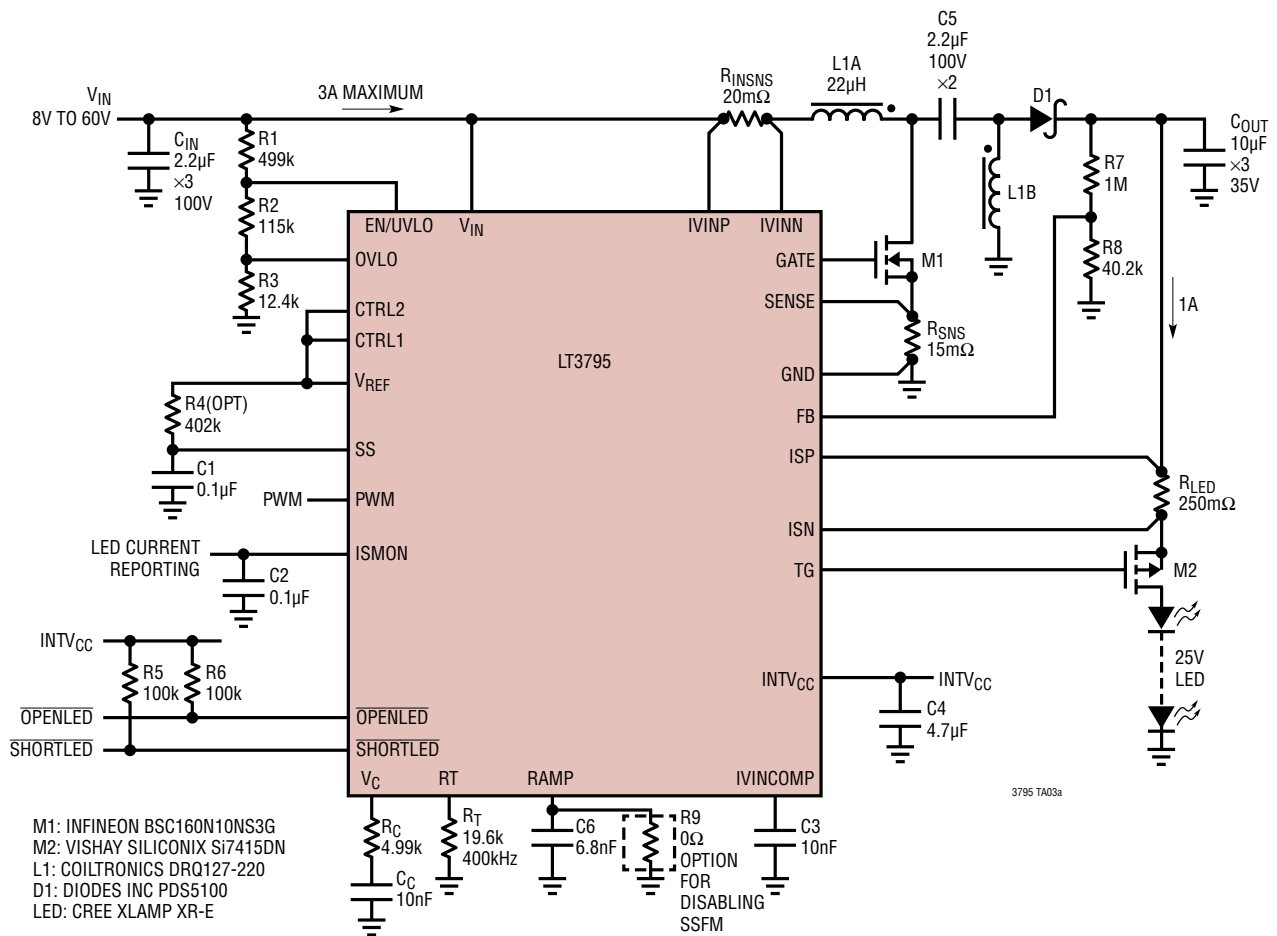 V_IN
8V TO 60V
3A MAXIMUM
R_INSNS
20mΩ
L1A
22µH
C5
2.2µF
100V
×2
D1
C_IN
2.2µF
×3
100V
R1
499k
R2
115k
R3
12.4k
L1B
R7
1M
R8
40.2k
C_OUT
10µF
×3
35V
1A
EN/UVLO
V_IN
IVINP
IVINN
OVLO
CTRL2
CTRL1
V_REF
SS
PWM
PWM
ISMON
LT3795
GATE
SENSE
GND
FB
ISP
ISN
TG
INTV_CC
INTV_CC
M1
R_SNS
15mΩ
R_LED
250mΩ
M2
25V
LED
R4(OPT)
402k
C1
0.1µF
LED CURRENT
REPORTING
C2
0.1µF
INTV_CC
R5
100k
R6
100k
OPENLED
OPENLED
SHORTLED
SHORTLED
C4
4.7µF
V_C
RT
RAMP
IVINCOMP
R_C
4.99k
C_C
10nF
R_T
19.6k
400kHz
C6
6.8nF
R9
0Ω
OPTION
FOR
DISABLING
SSFM
C3
10nF
3795 TA03a
M1: INFINEON BSC160N10NS3G
M2: VISHAY SILICONIX Si7415DN
L1: COILTRONICS DRQ127-220
D1: DIODES INC PDS5100
LED: CREE XLAMP XR-E